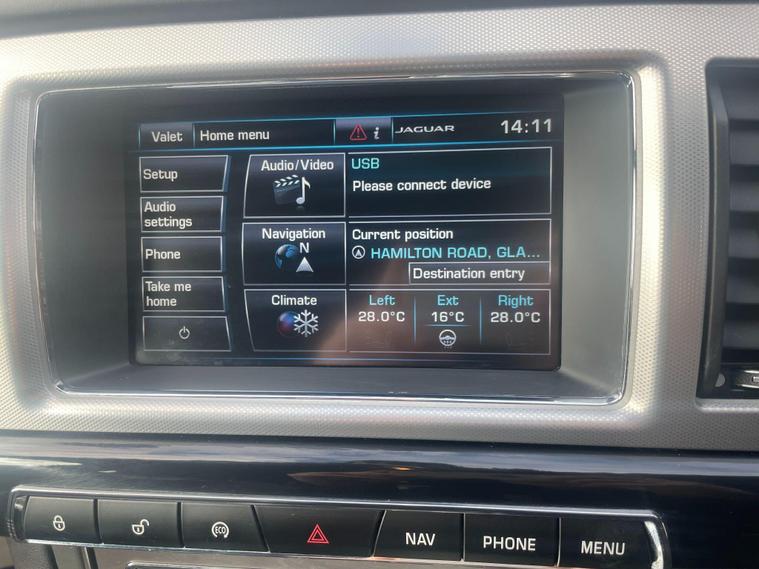 Valet Home menu i JAGUAR 14:11
Setup
Audio
settings
Phone
Take me
home
Audio/Video
USB
Please connect device
Navigation
N
Current position
HAMILTON ROAD, GLA...
Destination entry
Climate
Left Ext Right
28.0°C 16°C 28.0°C
ECO NAV PHONE MENU